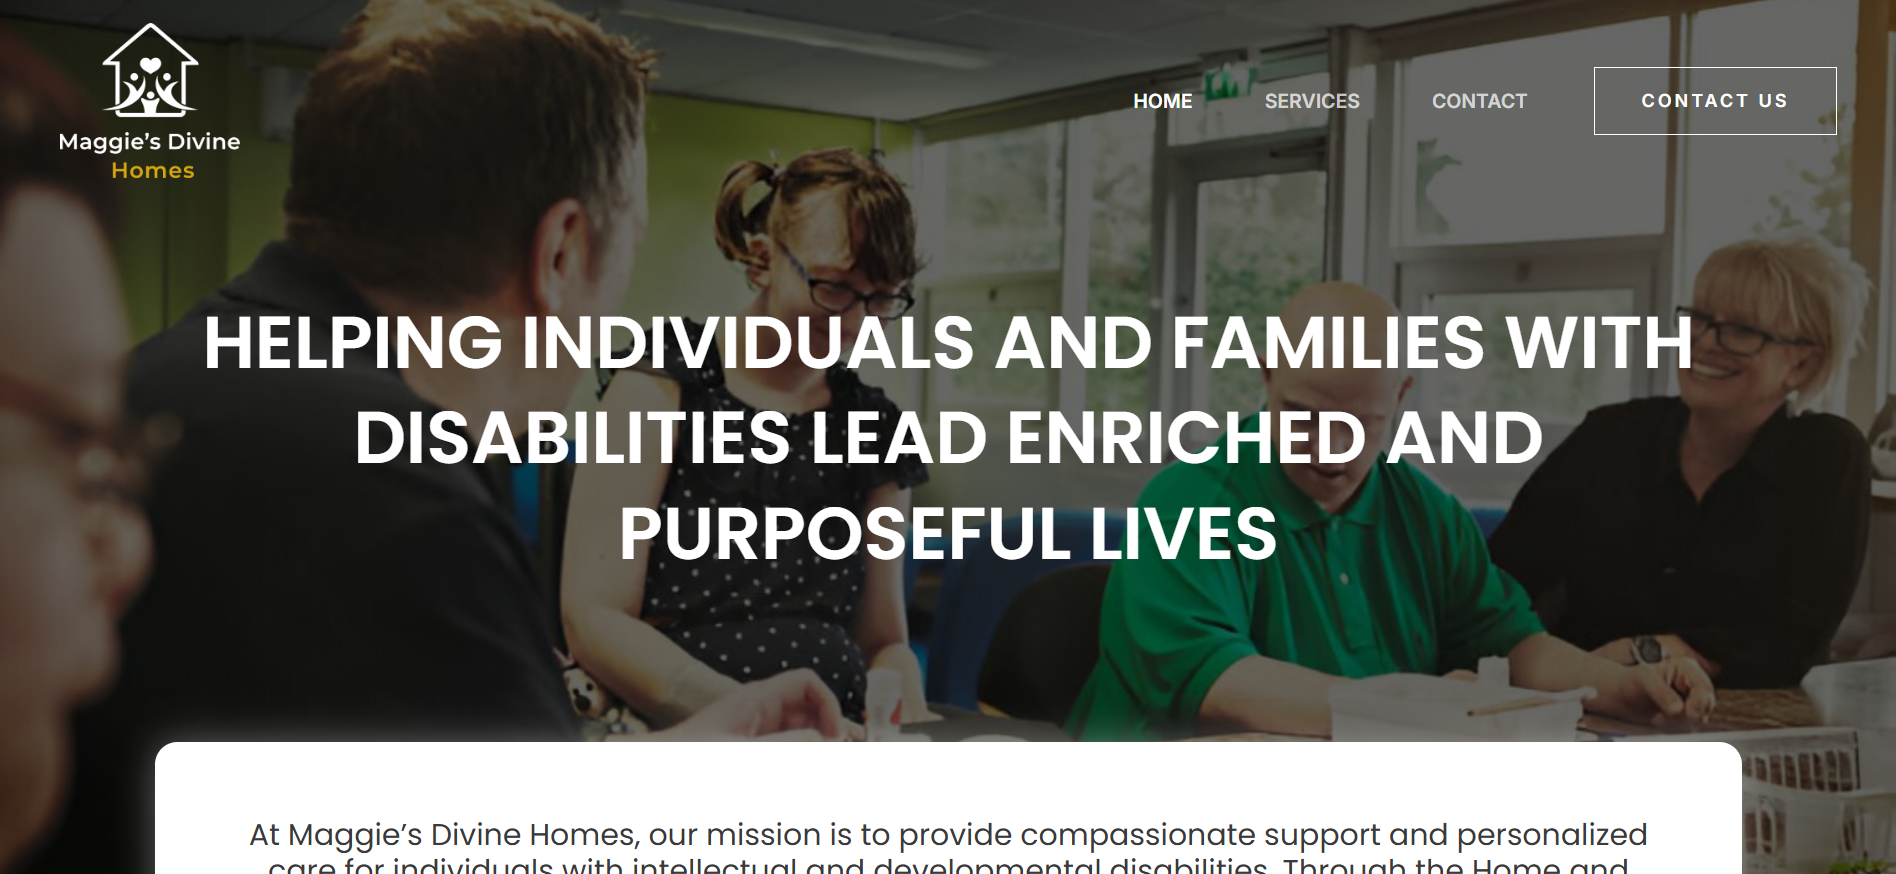 Maggie’s Divine
Homes
HOME
SERVICES
CONTACT
CONTACT US
HELPING INDIVIDUALS AND FAMILIES WITH
DISABILITIES LEAD ENRICHED AND
PURPOSEFUL LIVES
At Maggie’s Divine Homes, our mission is to provide compassionate support and personalized
care for individuals with intellectual and developmental disabilities. Through the Home and